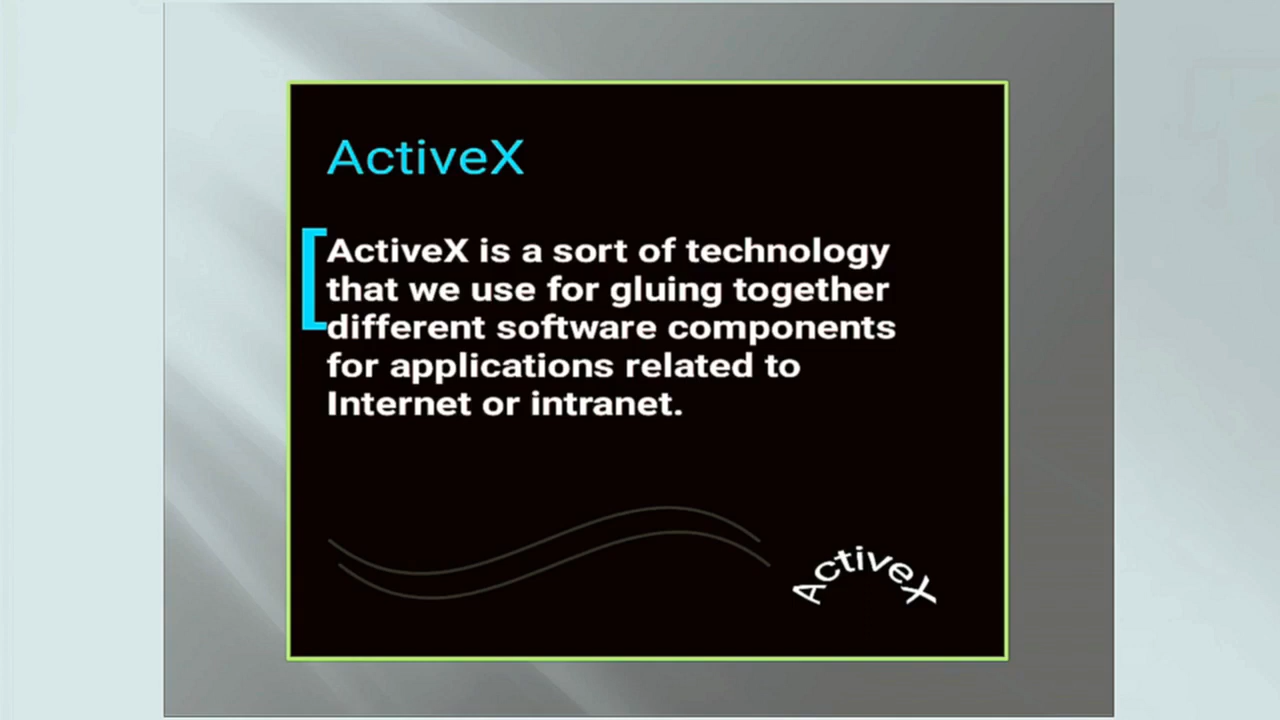 ActiveX
ActiveX is a sort of technology
that we use for gluing together
different software components
for applications related to
Internet or intranet.
ActiveX